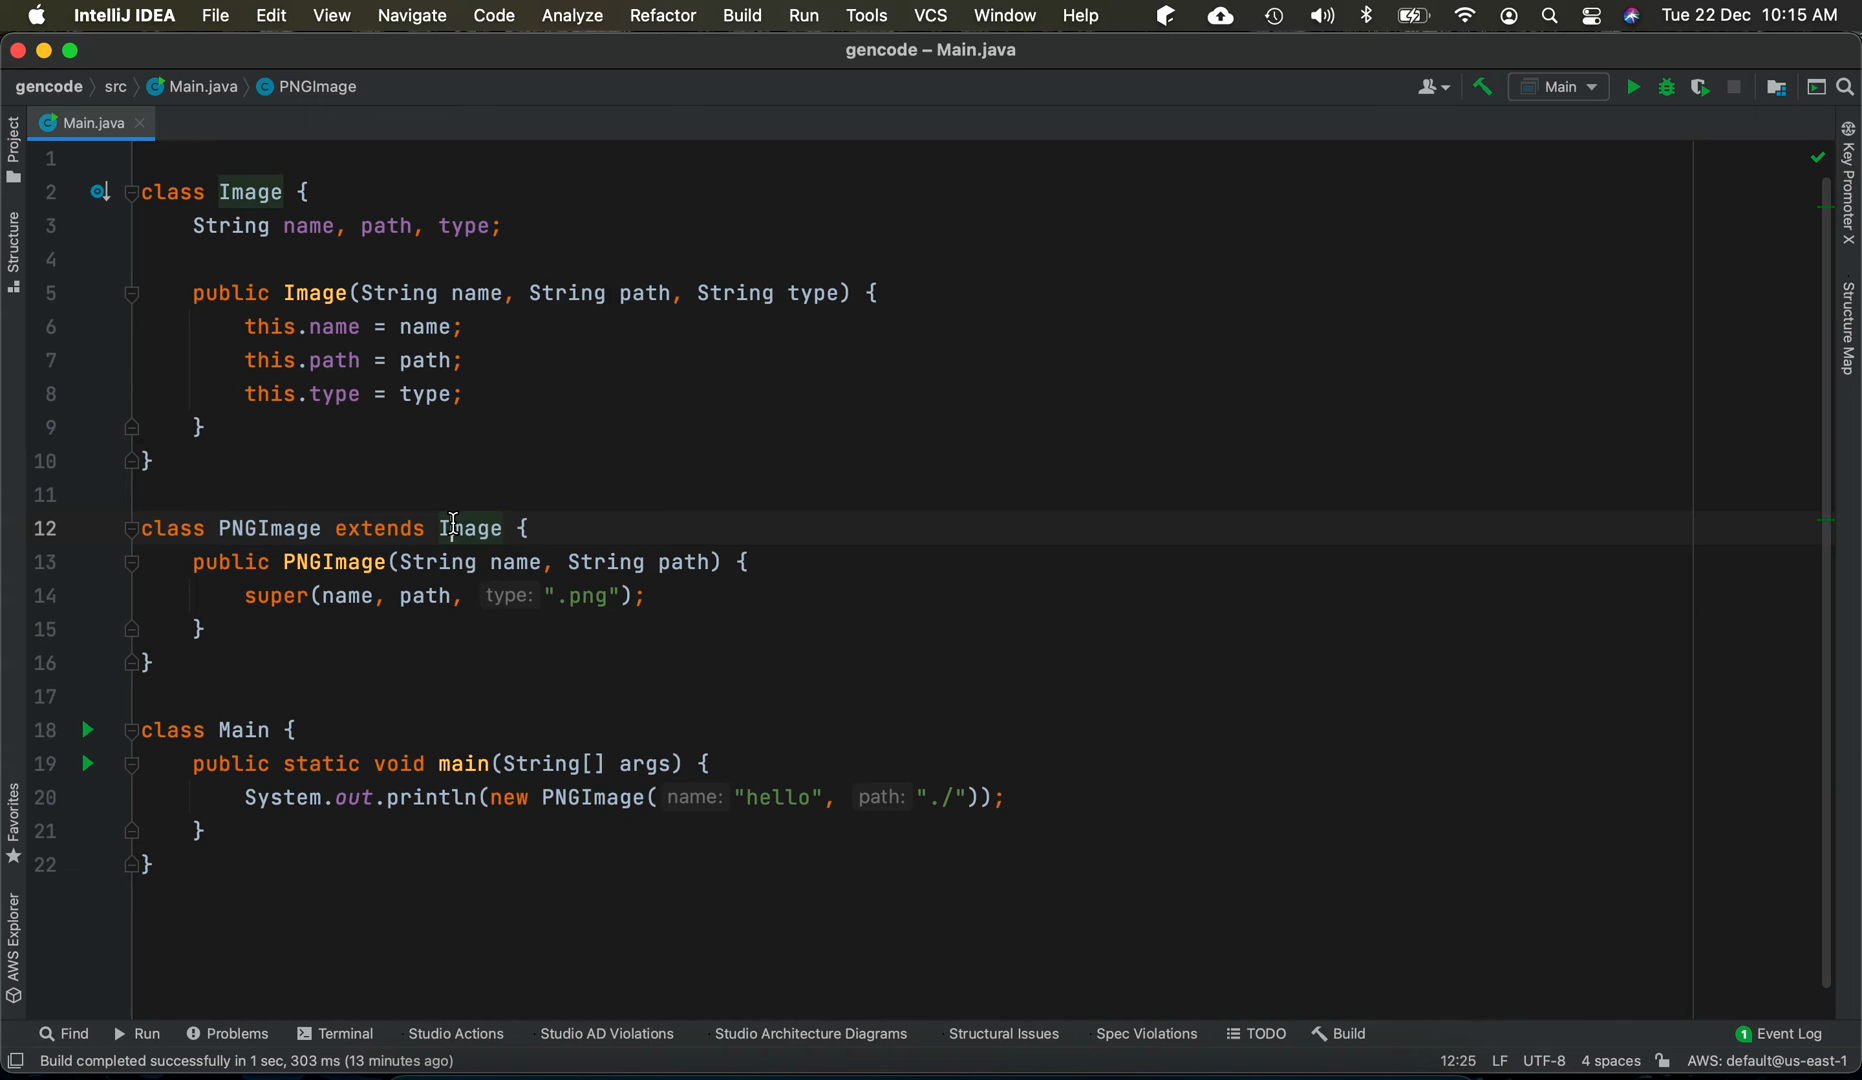 IntelliJ IDEA File Edit View Navigate Code Analyze Refactor Build Run Tools VCS Window Help Tue 22 Dec 10:15 AM
gencode – Main.java
gencode src Main.java PNGImage Main
Main.java
Project
Structure
Favorites
AWS Explorer
Key Promoter X
Structure Map
1
2 class Image {
3 String name, path, type;
4
5 public Image(String name, String path, String type) {
6 this.name = name;
7 this.path = path;
8 this.type = type;
9 }
10 }
11
12 class PNGImage extends Image {
13 public PNGImage(String name, String path) {
14 super(name, path, type: ".png");
15 }
16 }
17
18 class Main {
19 public static void main(String[] args) {
20 System.out.println(new PNGImage( name: "hello", path: "./"));
21 }
22 }
Find Run Problems Terminal Studio Actions Studio AD Violations Studio Architecture Diagrams Structural Issues Spec Violations TODO Build 1 Event Log
Build completed successfully in 1 sec, 303 ms (13 minutes ago) 12:25 LF UTF-8 4 spaces AWS: default@us-east-1